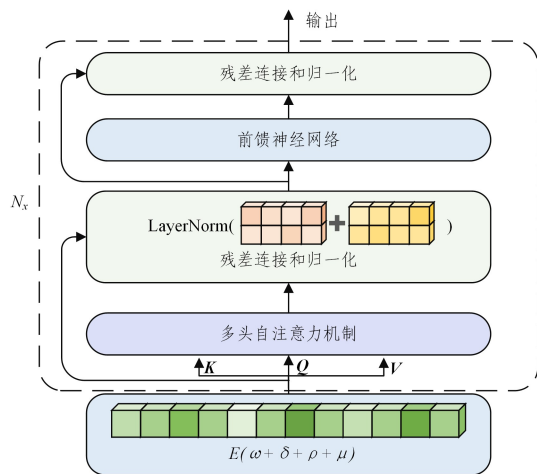 输出
残差连接和归一化
前馈神经网络
Nx
LayerNorm( + )
残差连接和归一化
多头自注意力机制
K Q V
E(ω+δ+ρ+μ)